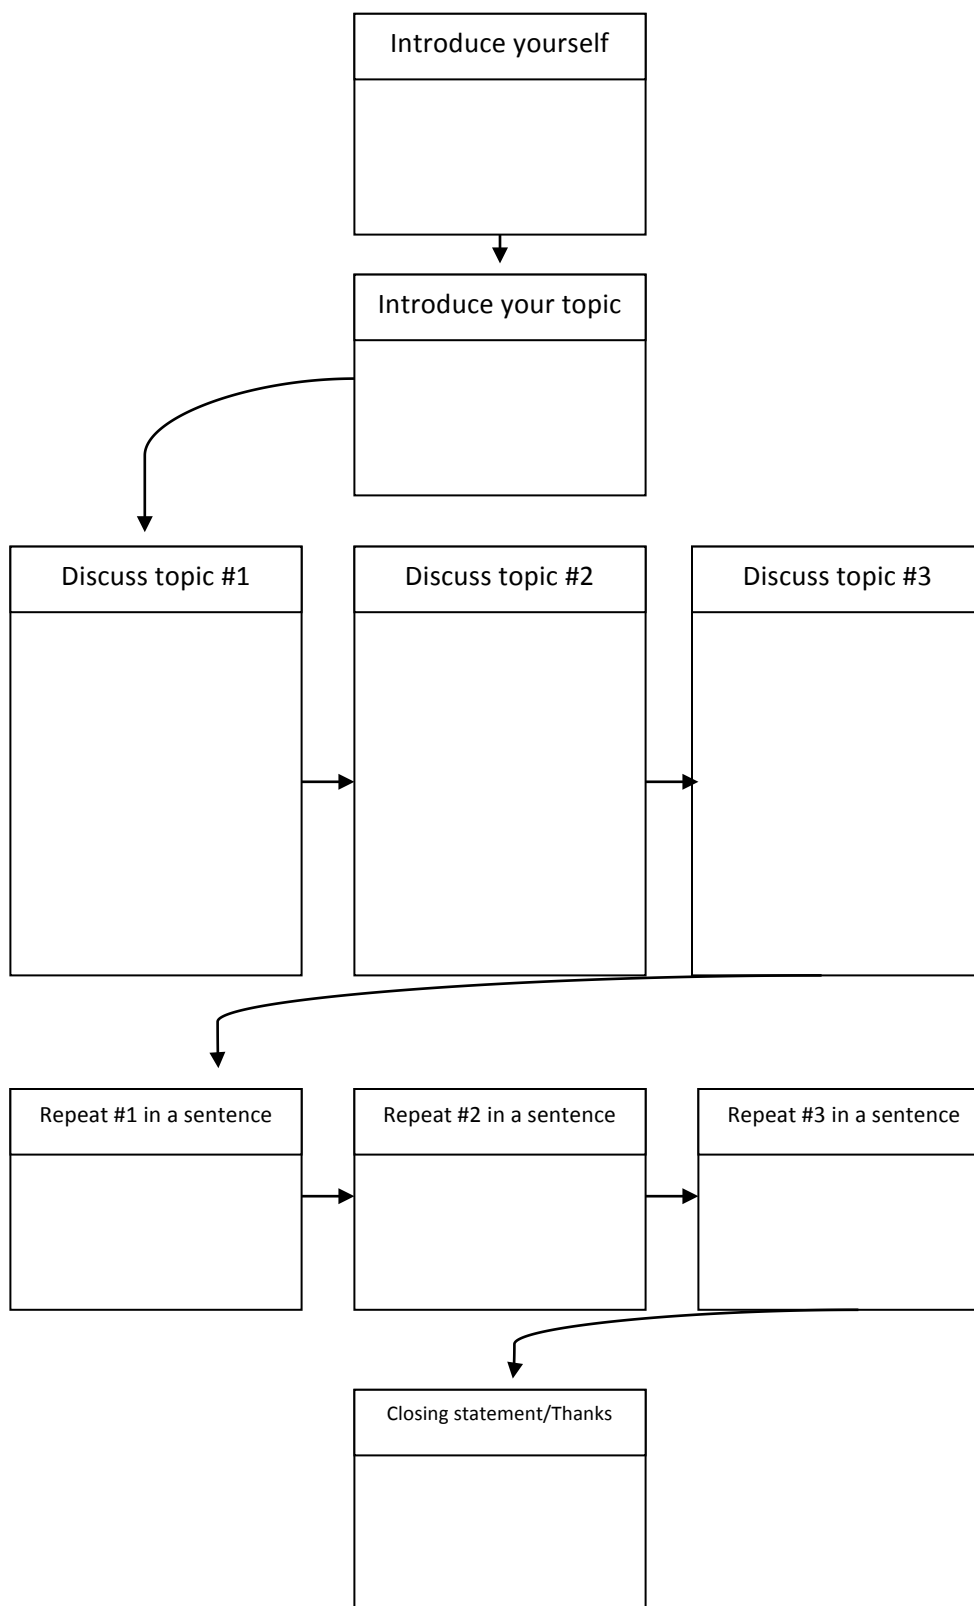 Introduce yourself
Introduce your topic
Discuss topic #1
Discuss topic #2
Discuss topic #3
Repeat #1 in a sentence
Repeat #2 in a sentence
Repeat #3 in a sentence
Closing statement/Thanks